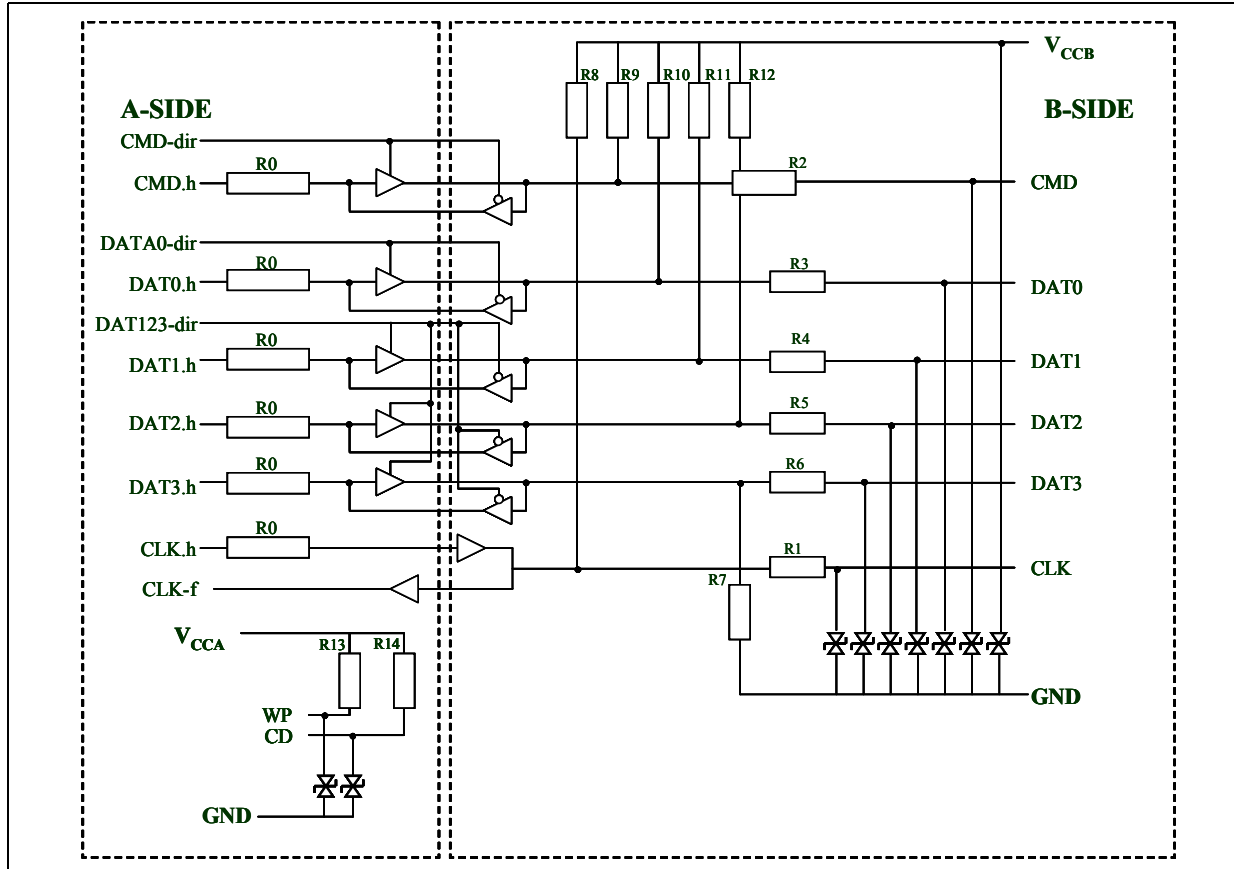 V_CCB
R8 R9 R10 R11 R12
A-SIDE
B-SIDE
CMD-dir
R0
R2
CMD.h
CMD
DATA0-dir
R0
R3
DAT0.h
DAT0
DAT123-dir
R0
R4
DAT1.h
DAT1
R0
R5
DAT2.h
DAT2
R0
R6
DAT3.h
DAT3
R0
R1
CLK.h
CLK
R7
CLK-f
V_CCA
R13 R14
GND
WP
CD
GND